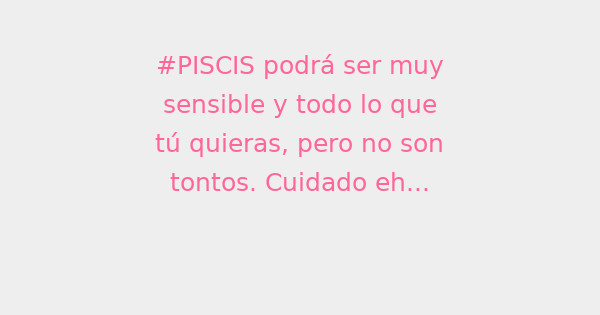 #PISCIS podrá ser muy
sensible y todo lo que
tú quieras, pero no son
tontos. Cuidado eh...